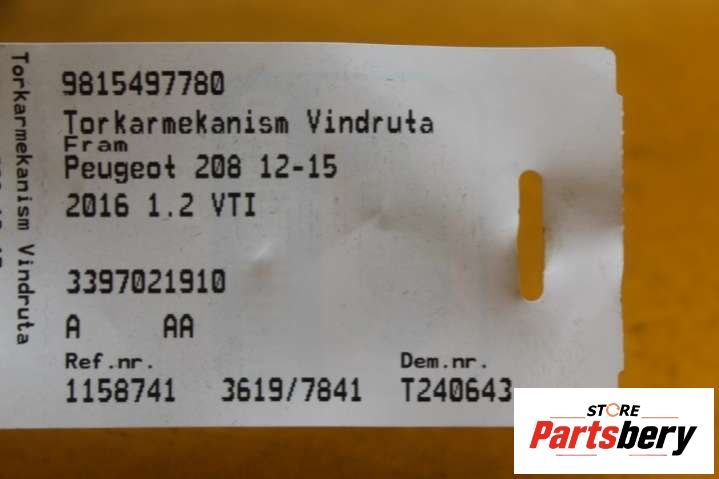 9815497780
Torkarmekanism Vindruta
Fram
Peugeot 208 12-15
2016 1.2 VTI
3397021910
A AA
Ref.nr. Dem.nr.
1158741 3619/7841 T240643
Torkarmekanism Vindruta
STORE
Partsbery